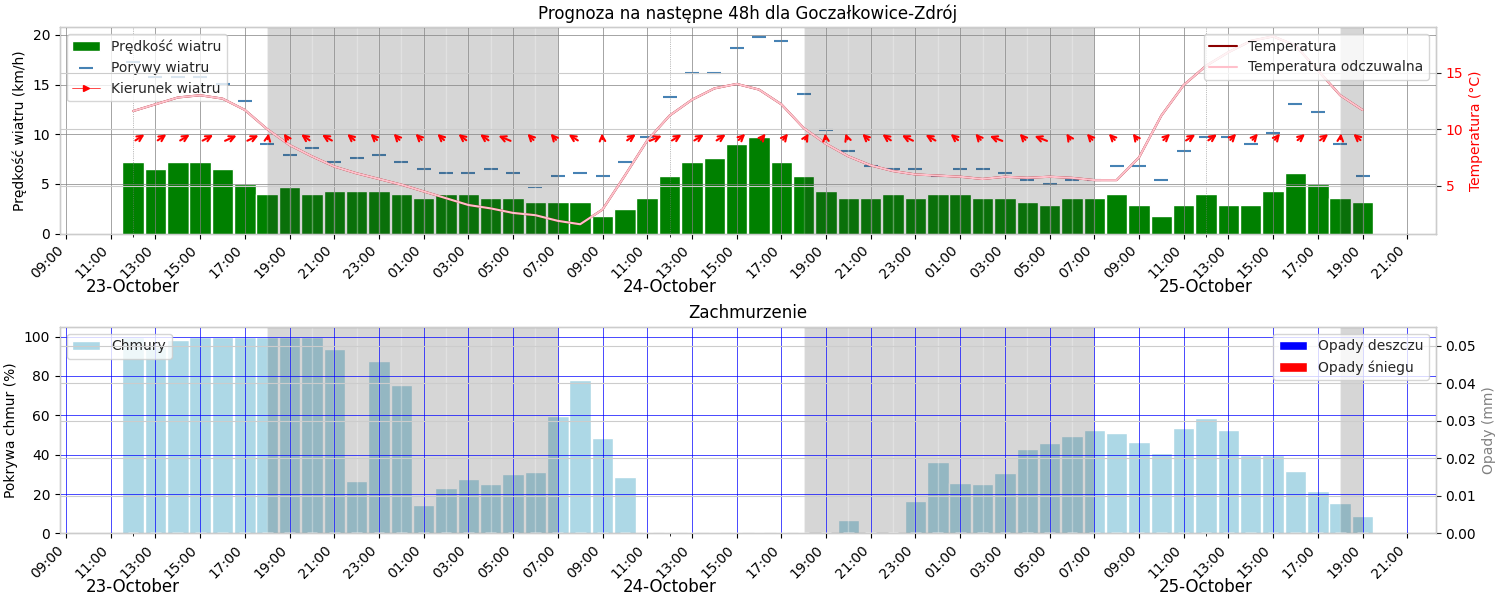 Prognoza na następne 48h dla Goczałkowice-Zdrój
Prędkość wiatru (km/h)
20
15
10
5
0
Prędkość wiatru
Porywy wiatru
Kierunek wiatru
Temperatura
Temperatura odczuwalna
15
10
5
Temperatura (°C)
09:00 11:00 13:00 15:00 17:00 19:00 21:00 23:00 01:00 03:00 05:00 07:00 09:00 11:00 13:00 15:00 17:00 19:00 21:00 23:00 01:00 03:00 05:00 07:00 09:00 11:00 13:00 15:00 17:00 19:00 21:00
23-October 24-October 25-October
Zachmurzenie
Pokrywa chmur (%)
100
80
60
40
20
0
Chmury
Opady deszczu
Opady śniegu
0.05
0.04
0.03
0.02
0.01
0.00
Opady (mm)
09:00 11:00 13:00 15:00 17:00 19:00 21:00 23:00 01:00 03:00 05:00 07:00 09:00 11:00 13:00 15:00 17:00 19:00 21:00 23:00 01:00 03:00 05:00 07:00 09:00 11:00 13:00 15:00 17:00 19:00 21:00
23-October 24-October 25-October